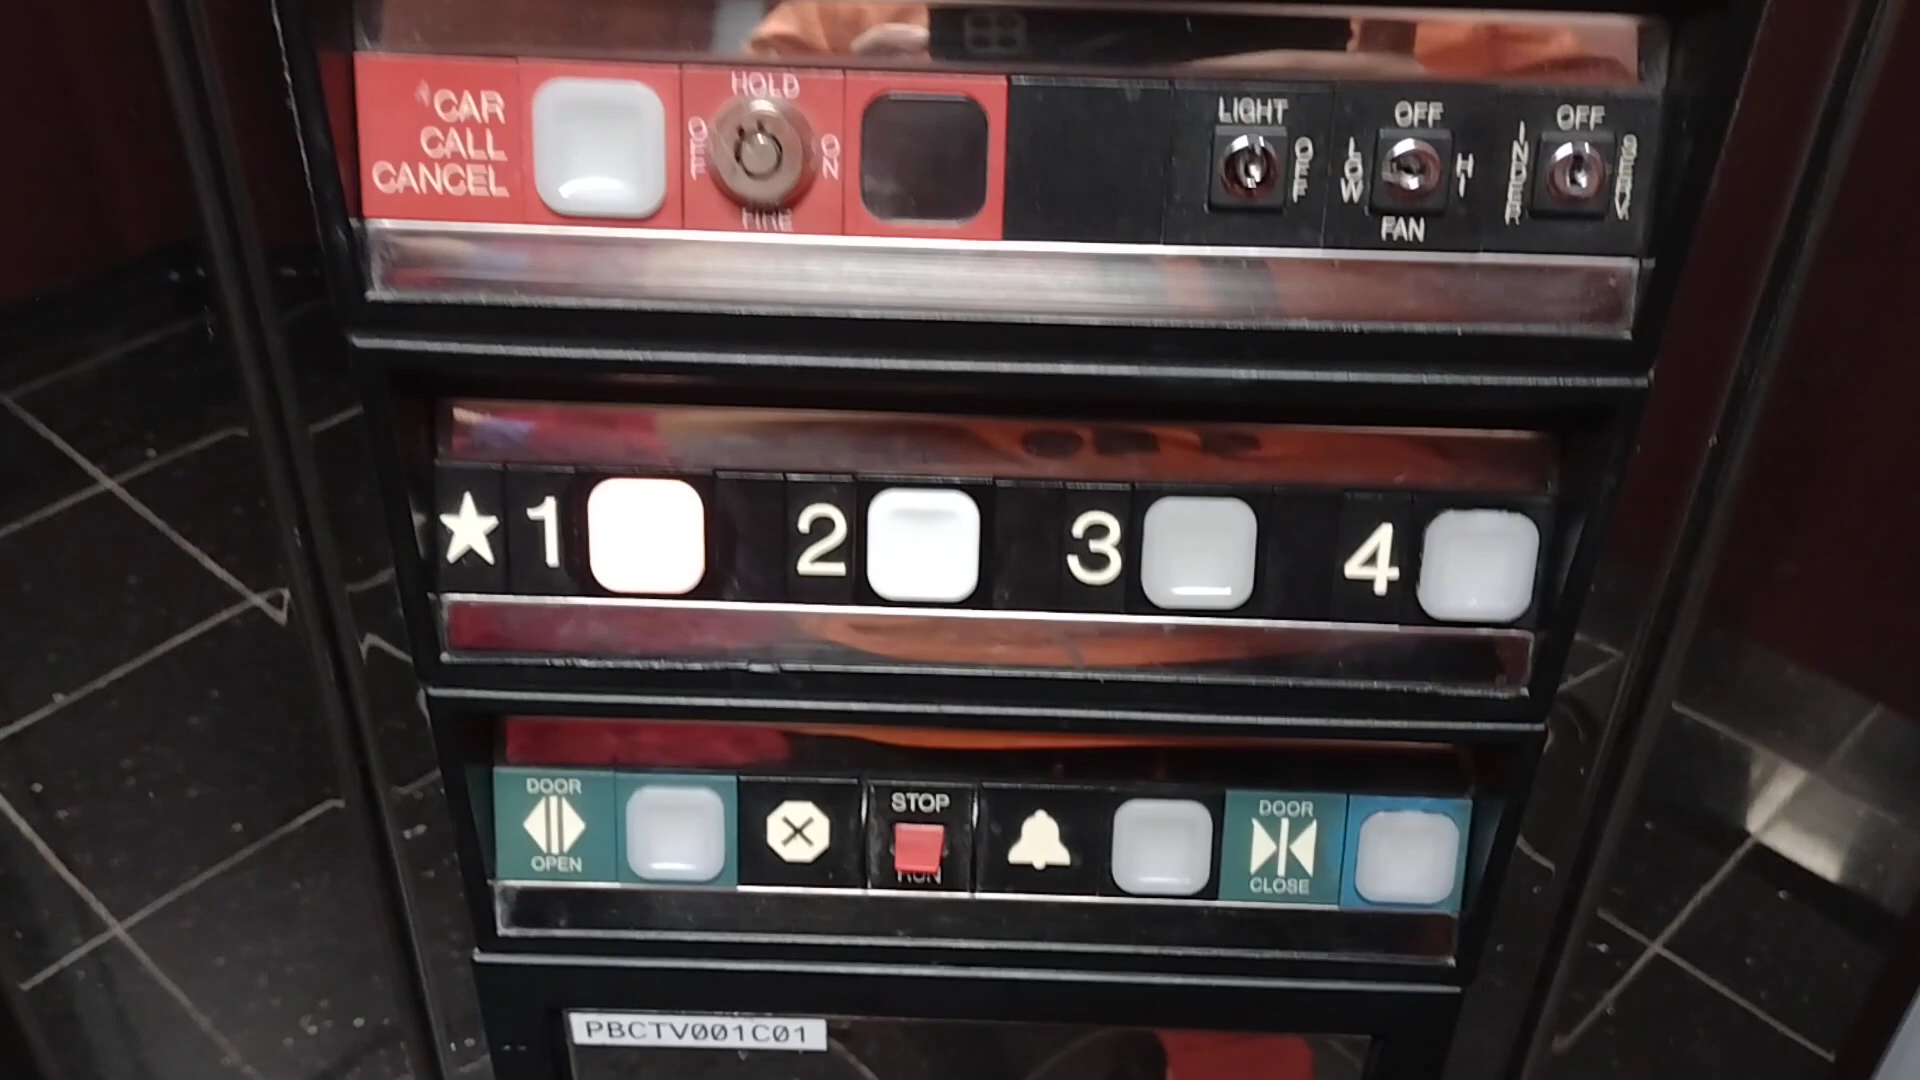 CAR
CALL
CANCEL
HOLD
OFF
ON
FIRE
LIGHT
OFF
OFF
LOW
HI
FAN
OFF
INDEP
SERV
★ 1
2
3
4
DOOR
OPEN
STOP
RUN
DOOR
CLOSE
PBCTV001C01